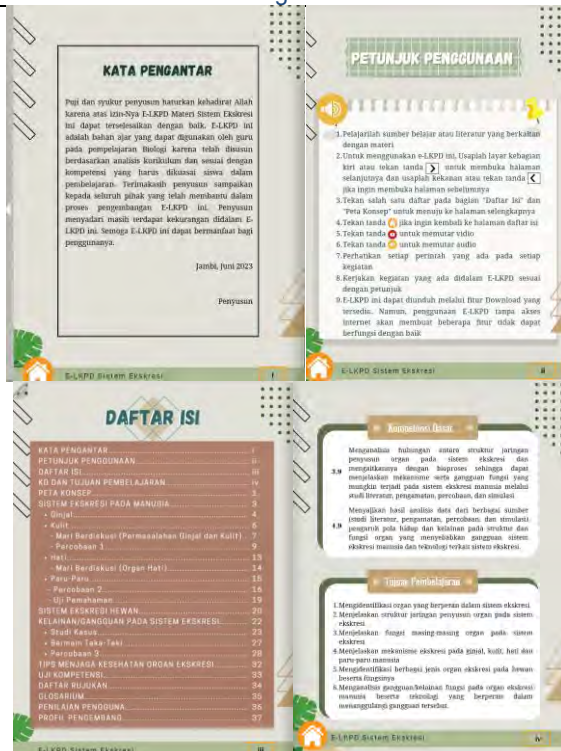 KATA PENGANTAR
Puji dan syukur penyusun haturkan kehadirat Allah
karena atas izin-Nya E-LKPD Materi Sistem Ekskresi
ini dapat terselesaikan dengan baik. E-LKPD ini
adalah bahan ajar yang dapat digunakan oleh guru
pada pempelajaran Biologi karena telah disusun
berdasarkan analisis kurikulum dan sesuai dengan
kompetensi yang harus dikuasai siswa dalam
pembelajaran. Terimakasih penyusun sampaikan
kepada seluruh pihak yang telah membantu dalam
proses pengembangan E-LKPD ini. Penyusun
menyadari masih terdapat kekurangan didalam E-
LKPD ini. Semoga E-LKPD ini dapat bermanfaat bagi
penggunanya.
Jambi, Juni 2023
Penyusun
E-LKPD Sistem Ekskresi
i
PETUNJUK PENGGUNAAN
1.Pelajarilah sumber belajar atau literatur yang berkaitan
dengan materi
2.Untuk menggunakan e-LKPD ini, Usaplah layar kebagian
kiri atau tekan tanda > untuk membuka halaman
selanjutnya dan usaplah kekanan atau tekan tanda <
jika ingin membuka halaman sebelumnya
3.Tekan salah satu daftar pada bagian "Daftar Isi" dan
"Peta Konsep" untuk menuju ke halaman selengkapnya
4.Tekan tanda jika ingin kembali ke halaman daftar isi
5.Tekan tanda untuk memutar vidio
6.Tekan tanda untuk memutar audio
7.Perhatikan setiap perintah yang ada pada setiap
kegiatan
8.Kerjakan kegiatan yang ada didalam E-LKPD sesuai
dengan petunjuk
9.E-LKPD ini dapat diunduh melalui fitur Download yang
tersedia. Namun, penggunaan E-LKPD tanpa akses
internet akan membuat beberapa fitur tidak dapat
berfungsi dengan baik
E-LKPD Sistem Ekskresi
ii
DAFTAR ISI
KATA PENGANTAR i
PETUNJUK PENGGUNAAN ii
DAFTAR ISI iii
KD DAN TUJUAN PEMBELAJARAN iv
PETA KONSEP 1
SISTEM EKSKRESI PADA MANUSIA
• Ginjal
• Kulit 6
- Mari Berdiskusi (Permasalahan Ginjal dan Kulit) 7
- Percobaan 1 9
• Hati 13
- Mari Berdiskusi (Organ Hati) 14
• Paru-Paru 15
- Percobaan 2 16
- Uji Pemahaman 19
SISTEM EKSKRESI HEWAN 20
KELAINAN/GANGGUAN PADA SISTEM EKSKRESI 22
• Studi Kasus 23
• Bermain Teka-Teki 27
• Percobaan 3 28
TIPS MENJAGA KESEHATAN ORGAN EKSKRESI 32
UJI KOMPETENSI 33
DAFTAR RUJUKAN 34
GLOSARIUM 35
PENILAIAN PENGGUNA 36
PROFIL PENGEMBANG 37
E-LKPD Sistem Ekskresi
iii
Kompetensi Dasar
3.9 Menganalisis hubungan antara struktur jaringan
penyusun organ pada sistem ekskresi dan
mengaitkannya dengan bioproses sehingga dapat
menjelaskan mekanisme serta gangguan fungsi yang
mungkin terjadi pada sistem ekskresi manusia melalui
studi literatur, pengamatan, percobaan, dan simulasi
4.9 Menyajikan hasil analisis data dari berbagai sumber
(studi literatur, pengamatan, percobaan, dan simulasi)
pengaruh pola hidup dan kelainan pada struktur dan
fungsi organ yang menyebabkan gangguan sistem
ekskresi manusia dan teknologi terkait sistem ekskresi
Tujuan Pembelajaran
1.Mengidentifikasi organ yang berperan dalam sistem ekskresi
2.Menjelaskan struktur jaringan penyusun organ pada sistem
ekskresi
3.Menjelaskan fungsi masing-masing organ pada sistem
ekskresi
4.Menjelaskan mekanisme ekskresi pada ginjal, kulit, hati dan
paru-paru manusia
5.Mengidentifikasi berbagai jenis organ ekskresi pada hewan
beserta fungsinya
6.Menganalisis gangguan/kelainan fungsi pada organ ekskresi
manusia beserta teknologi yang berperan dalam
menanggulangi gangguan tersebut.
E-LKPD Sistem Ekskresi
iv